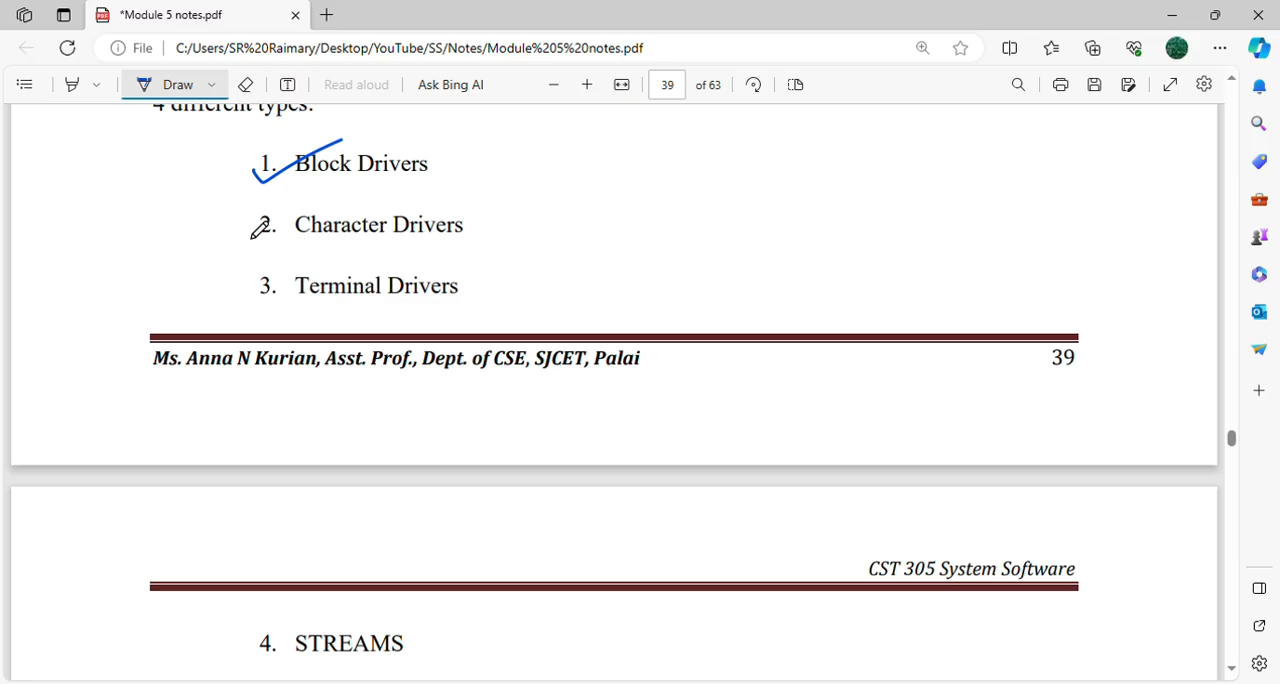 *Module 5 notes.pdf
File
C:/Users/SR%20Raimary/Desktop/YouTube/SS/Notes/Module%205%20notes.pdf
Draw
Read aloud
Ask Bing AI
39 of 63
4 different types:
1. Block Drivers
2. Character Drivers
3. Terminal Drivers
Ms. Anna N Kurian, Asst. Prof., Dept. of CSE, SJCET, Palai 39
CST 305 System Software
4. STREAMS